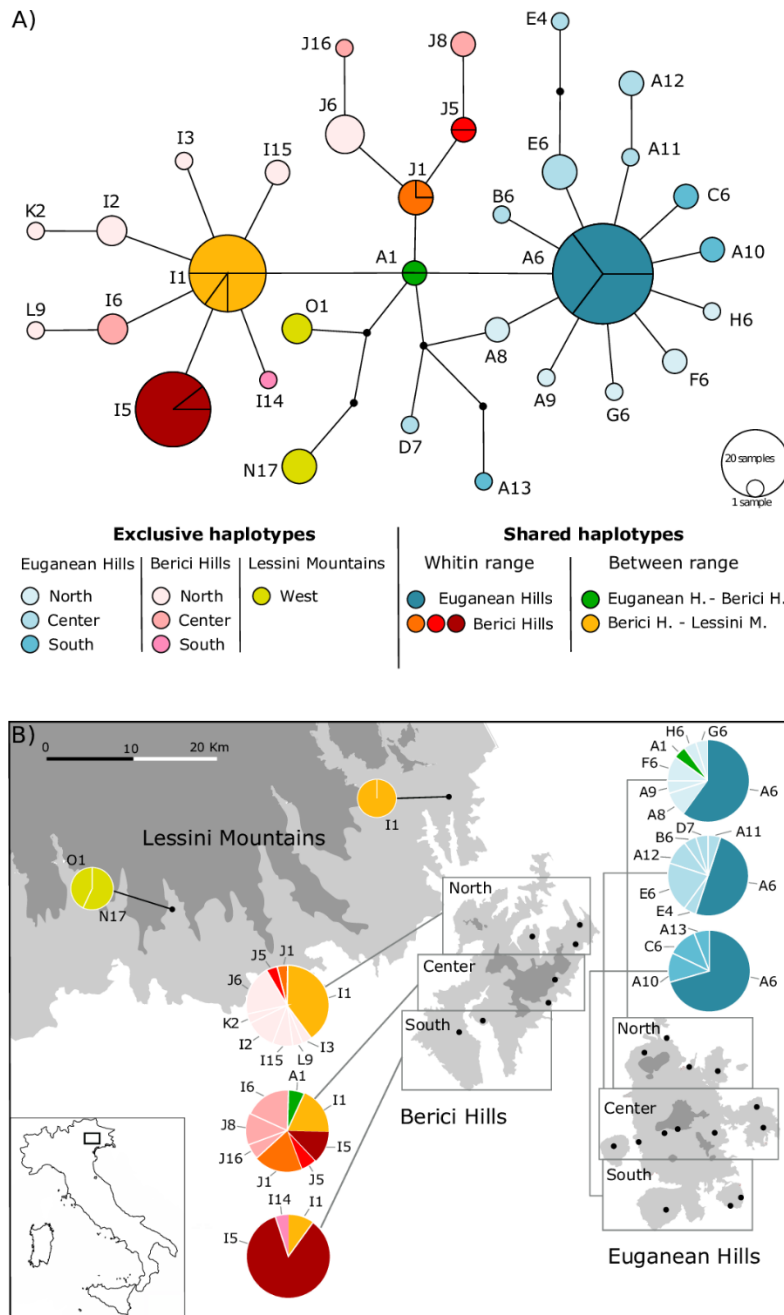 A)
E4
J16
J8
A12
J6
J5
I3
I15
E6
A11
J1
C6
B6
K2
I2
A1
A6
A10
I1
L9
I6
O1
H6
A8
I14
F6
I5
A9
G6
D7
N17
A13
20 samples
1 sample
Exclusive haplotypes
Shared haplotypes
Euganean Hills
Berici Hills
Lessini Mountains
Whitin range
Between range
North
North
West
Euganean Hills
Euganean H. - Berici H.
Center
Center
Berici Hills
Berici H. - Lessini M.
South
South
B)
0 10 20 Km
H6
G6
A1
F6
A6
A9
A8
I1
Lessini Mountains
D7
A11
B6
A12
A6
E6
E4
O1
N17
North
A13
C6
A6
A10
J5
J1
Center
J6
I1
South
K2
I2
I3
I15
L9
North
A1
I6
I1
Berici Hills
Center
J8
I5
J16
J1
J5
South
I14
I1
I5
Euganean Hills